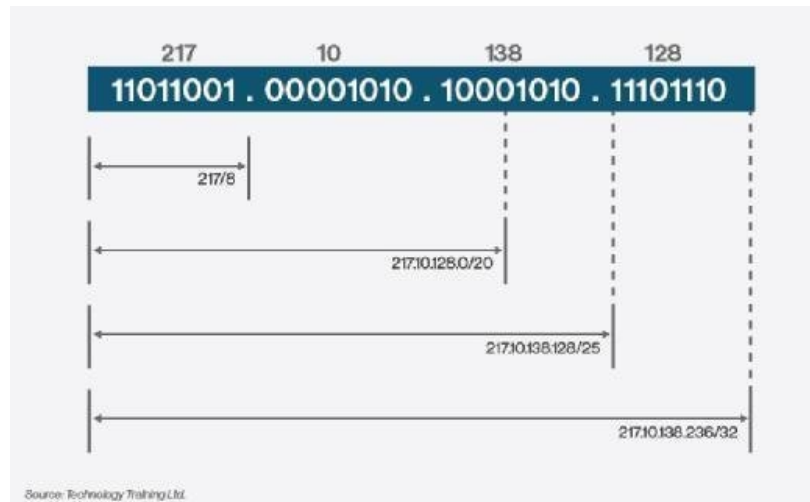 217 10 138 128
11011001 . 00001010 . 10001010 . 11101110
217/8
217.10.128.0/20
217.10.138.128/25
217.10.138.236/32
Source: Technology Training Ltd.